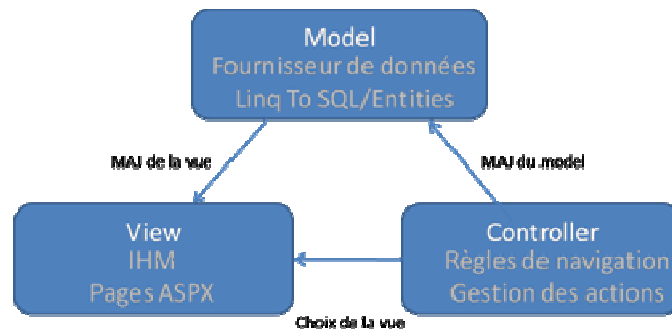 Model
Fournisseur de données
Linq To SQL/Entities
MAJ de la vue
MAJ du model
View
IHM
Pages ASPX
Controller
Règles de navigation
Gestion des actions
Choix de la vue